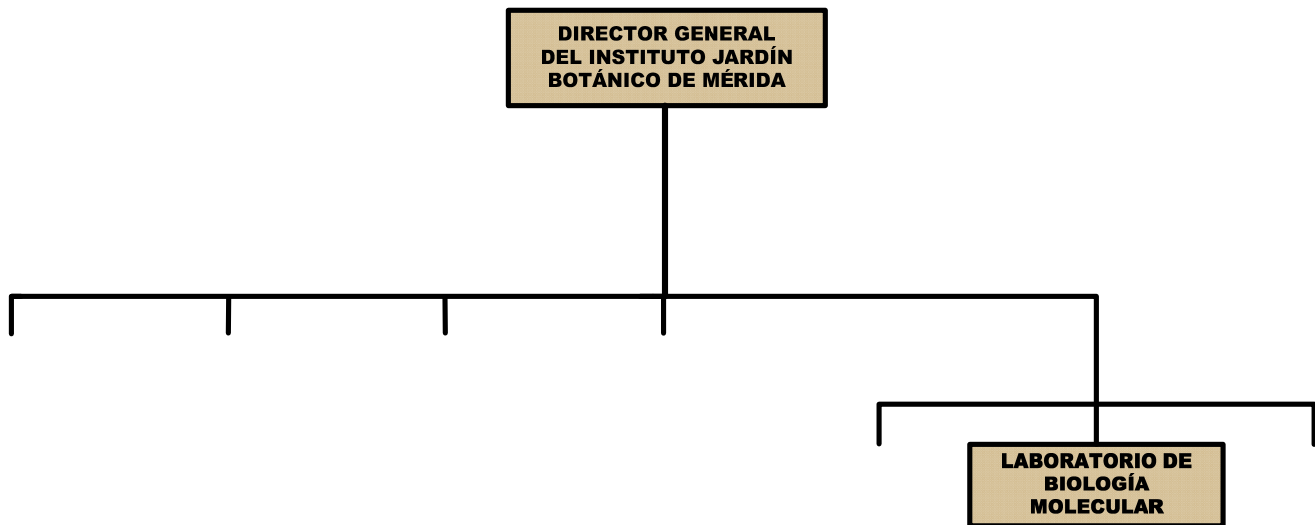 DIRECTOR GENERAL
DEL INSTITUTO JARDÍN
BOTÁNICO DE MÉRIDA
LABORATORIO DE
BIOLOGÍA
MOLECULAR